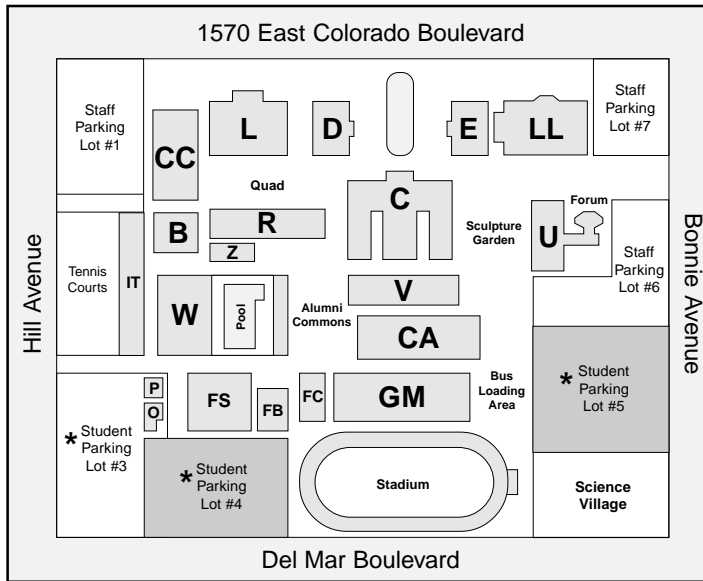 1570 East Colorado Boulevard
Staff
Parking
Lot #1
CC
L
D
E
LL
Staff
Parking
Lot #7
Quad
C
B
R
Z
Sculpture
Garden
Forum
U
Staff
Parking
Lot #6
Hill Avenue
Bonnie Avenue
Tennis
Courts
IT
W
Pool
Alumni
Commons
V
CA
P
O
FS
FB
FC
GM
Bus
Loading
Area
* Student
Parking
Lot #5
* Student
Parking
Lot #3
* Student
Parking
Lot #4
Stadium
Science
Village
Del Mar Boulevard